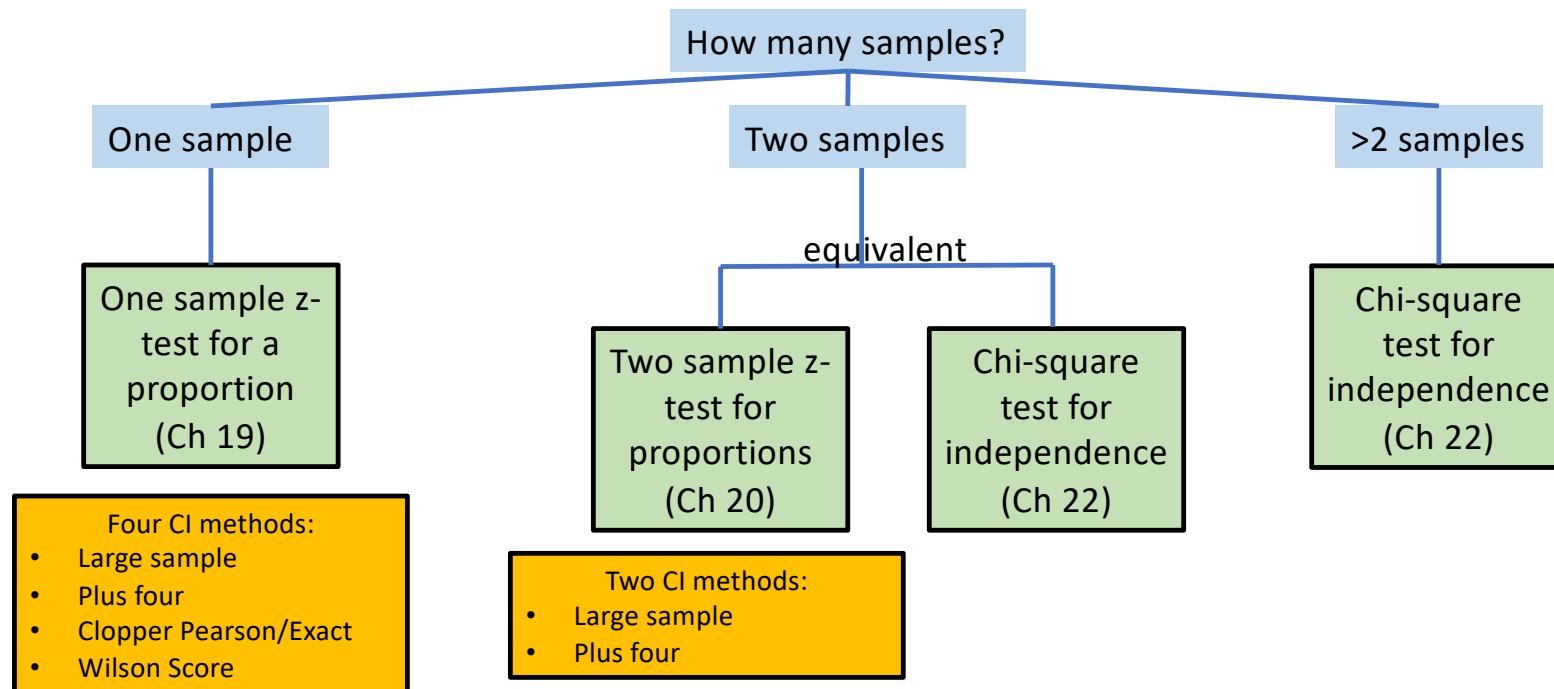 How many samples?
One sample
Two samples
>2 samples
equivalent
One sample z-
test for a
proportion
(Ch 19)
Two sample z-
test for
proportions
(Ch 20)
Chi-square
test for
independence
(Ch 22)
Chi-square
test for
independence
(Ch 22)
Four CI methods:
• Large sample
• Plus four
• Clopper Pearson/Exact
• Wilson Score
Two CI methods:
• Large sample
• Plus four